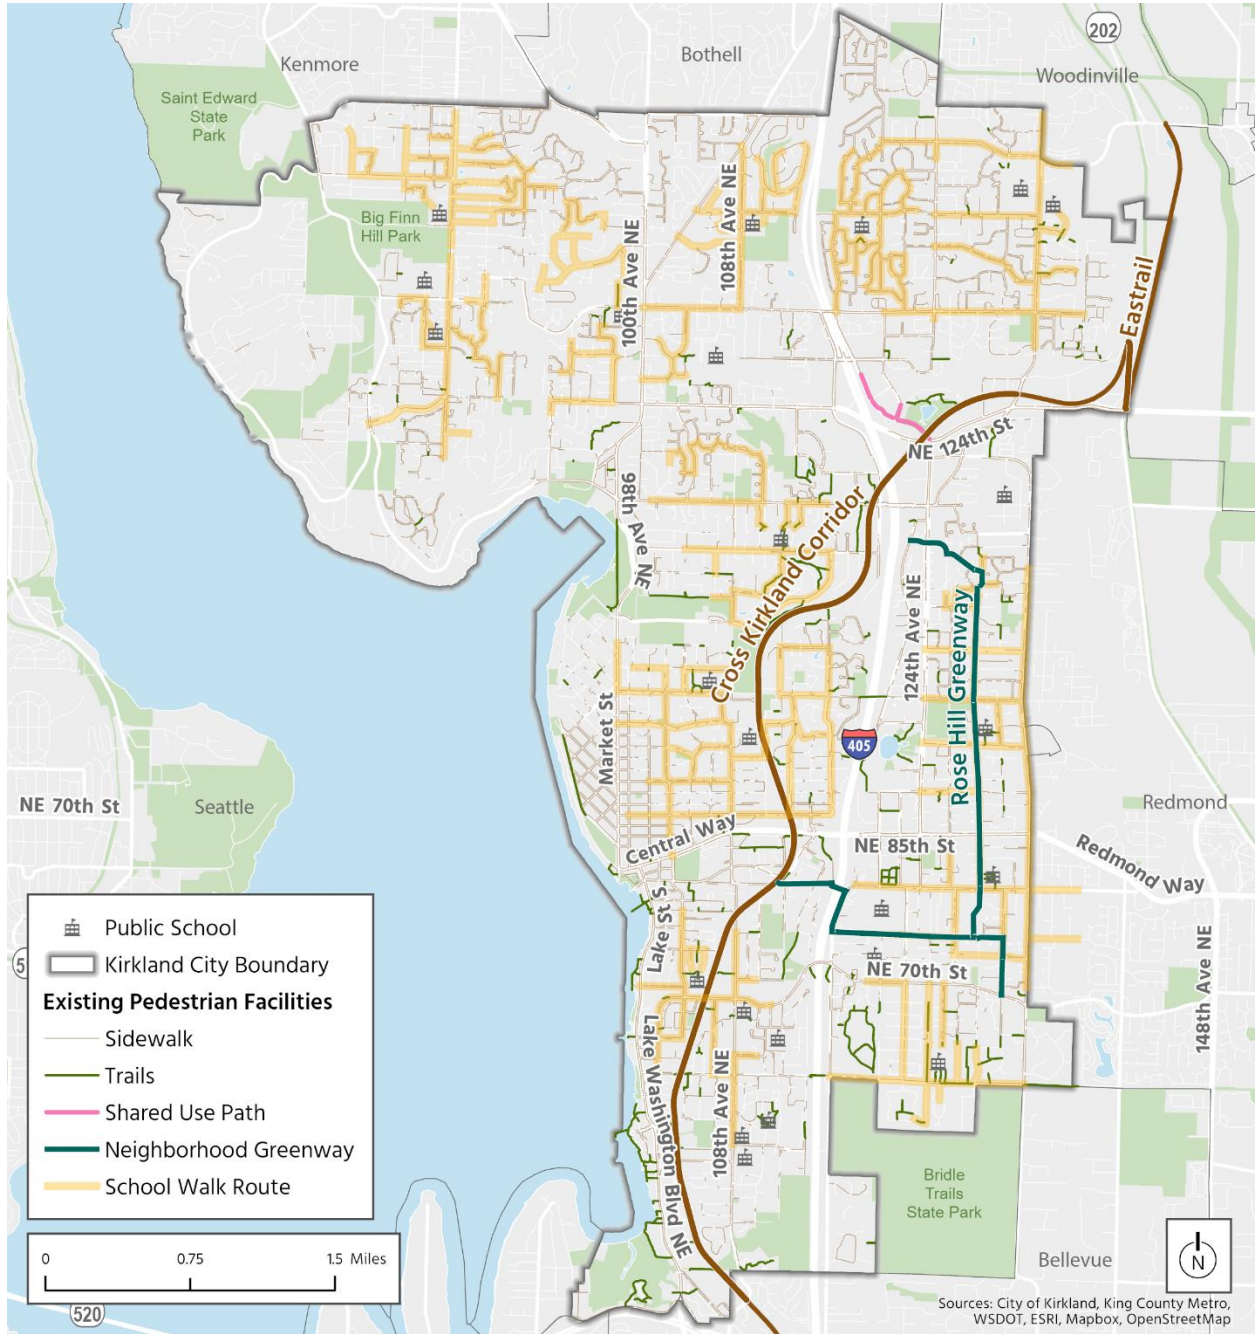 202
Kenmore
Bothell
Woodinville
Saint Edward
State
Park
Big Finn
Hill Park
100th Ave NE
108th Ave NE
Eastrail
NE 124th St
98th Ave NE
Cross Kirkland Corridor
124th Ave NE
Rose Hill Greenway
Market St
405
NE 70th St
Seattle
Redmond
Central Way
NE 85th St
Redmond Way
Lake St S
NE 70th St
148th Ave NE
Lake Washington Blvd NE
108th Ave NE
Bridle
Trails
State Park
Bellevue
Public School
Kirkland City Boundary
Existing Pedestrian Facilities
Sidewalk
Trails
Shared Use Path
Neighborhood Greenway
School Walk Route
0 0.75 1.5 Miles
520
N
Sources: City of Kirkland, King County Metro,
WSDOT, ESRI, Mapbox, OpenStreetMap